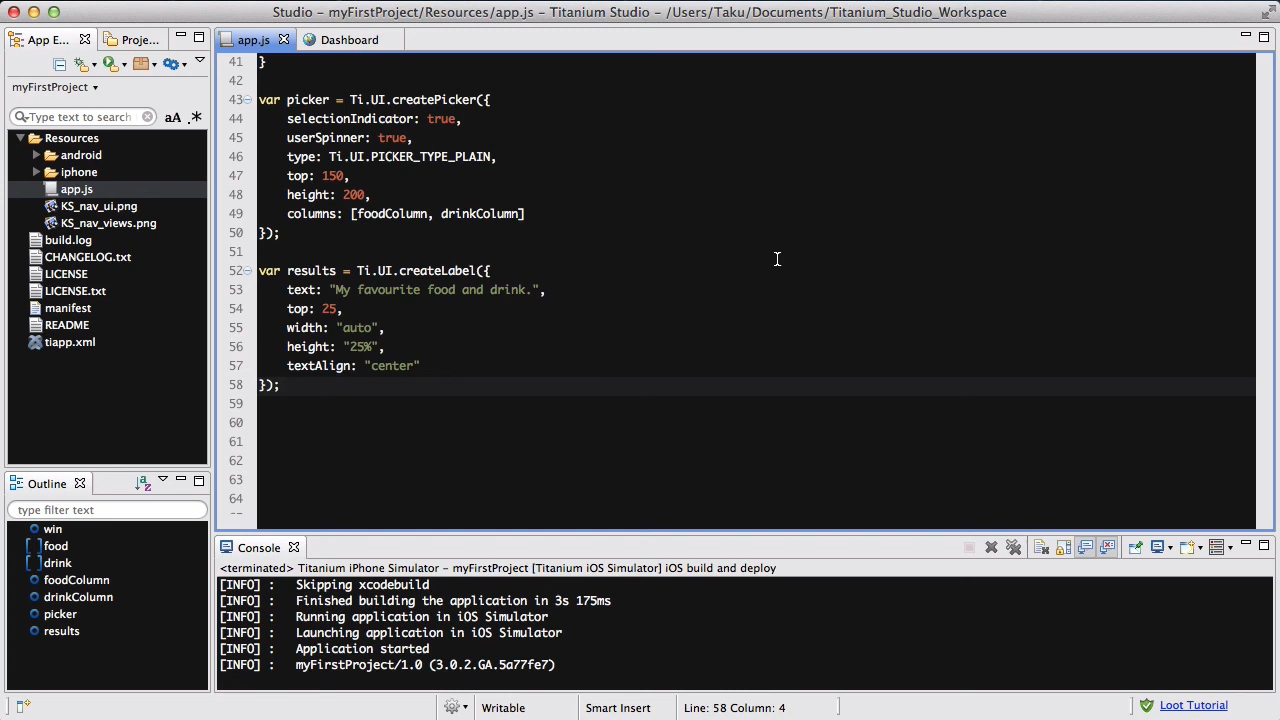 Studio – myFirstProject/Resources/app.js – Titanium Studio – /Users/Taku/Documents/Titanium_Studio_Workspace
App E...
Proje...
myFirstProject
Type text to search
aA .*
Resources
android
iphone
app.js
KS_nav_ui.png
KS_nav_views.png
build.log
CHANGELOG.txt
LICENSE
LICENSE.txt
manifest
README
tiapp.xml
Outline
type filter text
win
food
drink
foodColumn
drinkColumn
picker
results
app.js
Dashboard
41 }
42
43 var picker = Ti.UI.createPicker({
44 selectionIndicator: true,
45 userSpinner: true,
46 type: Ti.UI.PICKER_TYPE_PLAIN,
47 top: 150,
48 height: 200,
49 columns: [foodColumn, drinkColumn]
50 });
51
52 var results = Ti.UI.createLabel({
53 text: "My favourite food and drink.",
54 top: 25,
55 width: "auto",
56 height: "25%",
57 textAlign: "center"
58 });
59
60
61
62
63
64
Console
<terminated> Titanium iPhone Simulator – myFirstProject [Titanium iOS Simulator] iOS build and deploy
[INFO] : Skipping xcodebuild
[INFO] : Finished building the application in 3s 175ms
[INFO] : Running application in iOS Simulator
[INFO] : Launching application in iOS Simulator
[INFO] : Application started
[INFO] : myFirstProject/1.0 (3.0.2.GA.5a77fe7)
Writable
Smart Insert
Line: 58 Column: 4
Loot Tutorial